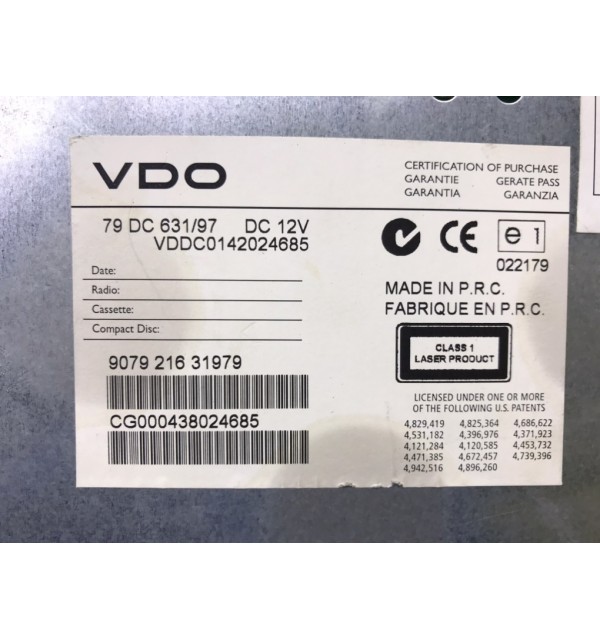 VDO
CERTIFICATION OF PURCHASE
GARANTIE GERATE PASS
GARANTIA GARANZIA
79 DC 631/97 DC 12V
VDDC0142024685
CE e 1
022179
Date:
Radio:
Cassette:
Compact Disc:
MADE IN P.R.C.
FABRIQUE EN P.R.C.
CLASS 1
LASER PRODUCT
9079 216 31979
CG000438024685
LICENSED UNDER ONE OR MORE
OF THE FOLLOWING U.S. PATENTS
4,829,419 4,825,364 4,686,622
4,531,182 4,396,976 4,371,923
4,121,284 4,120,585 4,453,732
4,471,385 4,672,457 4,739,396
4,942,516 4,896,260